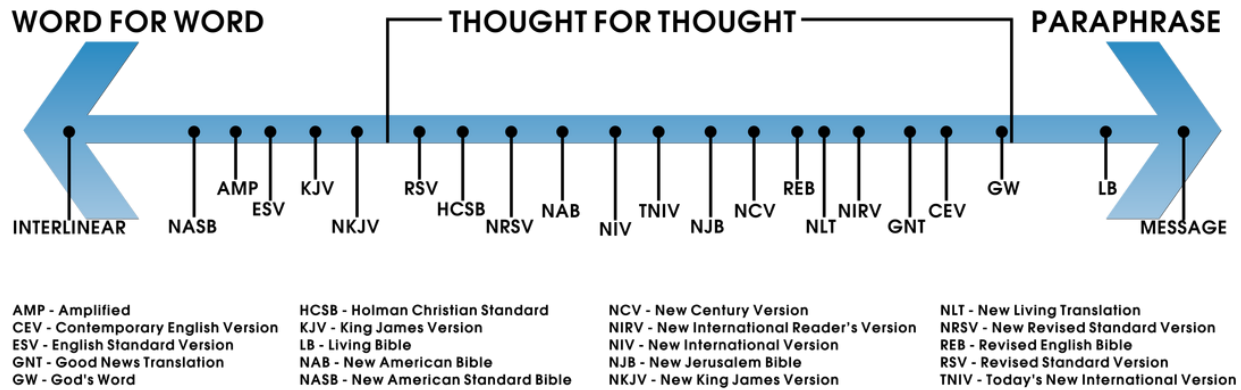 WORD FOR WORD THOUGHT FOR THOUGHT PARAPHRASE
AMP KJV RSV REB GW LB
ESV HCSB NAB TNIV NCV NIRV CEV
INTERLINEAR NASB NKJV NRSV NIV NJB NLT GNT MESSAGE
AMP - Amplified
CEV - Contemporary English Version
ESV - English Standard Version
GNT - Good News Translation
GW - God's Word
HCSB - Holman Christian Standard
KJV - King James Version
LB - Living Bible
NAB - New American Bible
NASB - New American Standard Bible
NCV - New Century Version
NIRV - New International Reader's Version
NIV - New International Version
NJB - New Jerusalem Bible
NKJV - New King James Version
NLT - New Living Translation
NRSV - New Revised Standard Version
REB - Revised English Bible
RSV - Revised Standard Version
TNIV - Today's New International Version